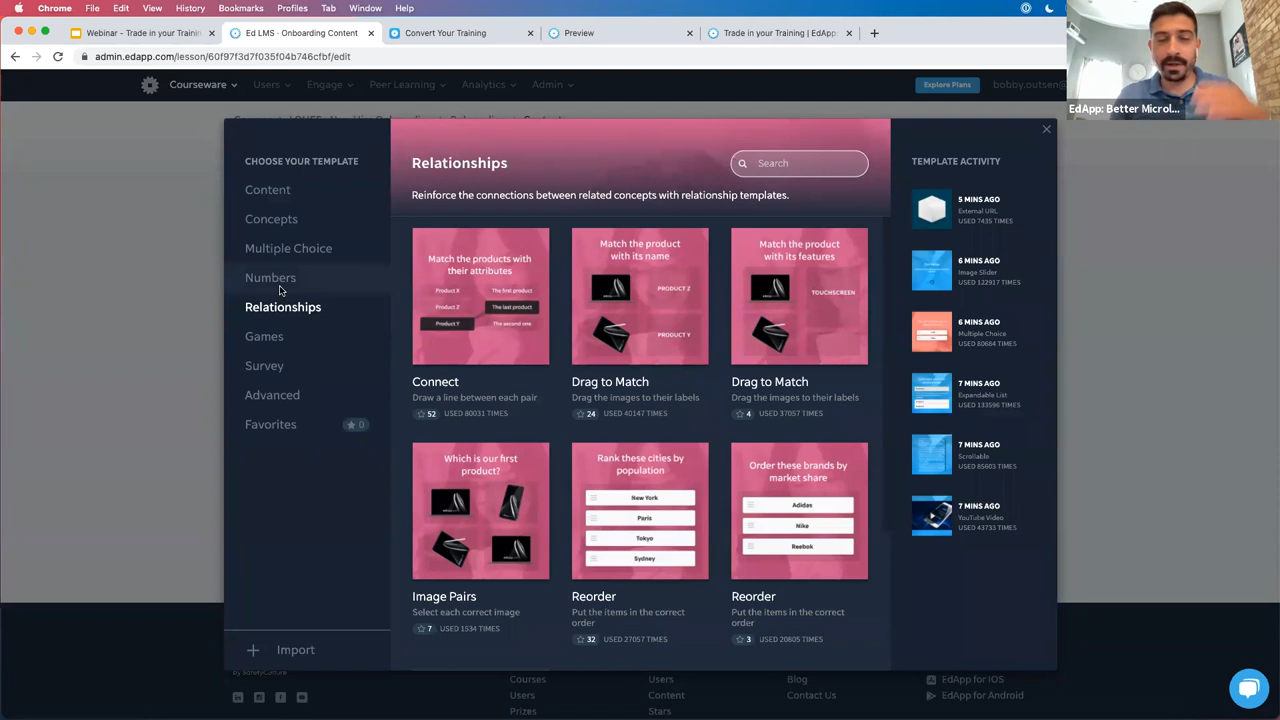 Chrome File Edit View History Bookmarks Profiles Tab Window Help
Webinar - Trade in your Trainin
Ed LMS · Onboarding Content
Convert Your Training
Preview
Trade in your Training | EdApp
admin.edapp.com/lesson/60f97f3d7f035f04b746cfbf/edit
EdApp: Better Microl...
Courseware Users Engage Peer Learning Analytics Admin
Explore Plans
bobby.outsen@
CHOOSE YOUR TEMPLATE
Content
Concepts
Multiple Choice
Numbers
Relationships
Games
Survey
Advanced
Favorites 0
Import
Relationships
Search
Reinforce the connections between related concepts with relationship templates.
Match the products with
their attributes
Product X The first product
Product Z The last product
Product Y The second one
Connect
Draw a line between each pair
52 USED 80031 TIMES
Match the product
with its name
PRODUCT Z
PRODUCT Y
Drag to Match
Drag the images to their labels
24 USED 40147 TIMES
Match the product
with its features
TOUCHSCREEN
Drag to Match
Drag the images to their labels
4 USED 37057 TIMES
Which is our first
product?
Image Pairs
Select each correct image
7 USED 1534 TIMES
Rank these cities by
population
New York
Paris
Tokyo
Sydney
Reorder
Put the items in the correct
order
32 USED 27057 TIMES
Order these brands by
market share
Adidas
Nike
Reebok
Reorder
Put the items in the correct
order
3 USED 20805 TIMES
TEMPLATE ACTIVITY
5 MINS AGO
External URL
USED 7435 TIMES
6 MINS AGO
Image Slider
USED 122917 TIMES
6 MINS AGO
Multiple Choice
USED 80684 TIMES
7 MINS AGO
Expandable List
USED 133596 TIMES
7 MINS AGO
Scrollable
USED 85603 TIMES
7 MINS AGO
YouTube Video
USED 43733 TIMES
by SafetyCulture
Courses
Users
Prizes
Users
Content
Stars
Blog
Contact Us
EdApp for iOS
EdApp for Android